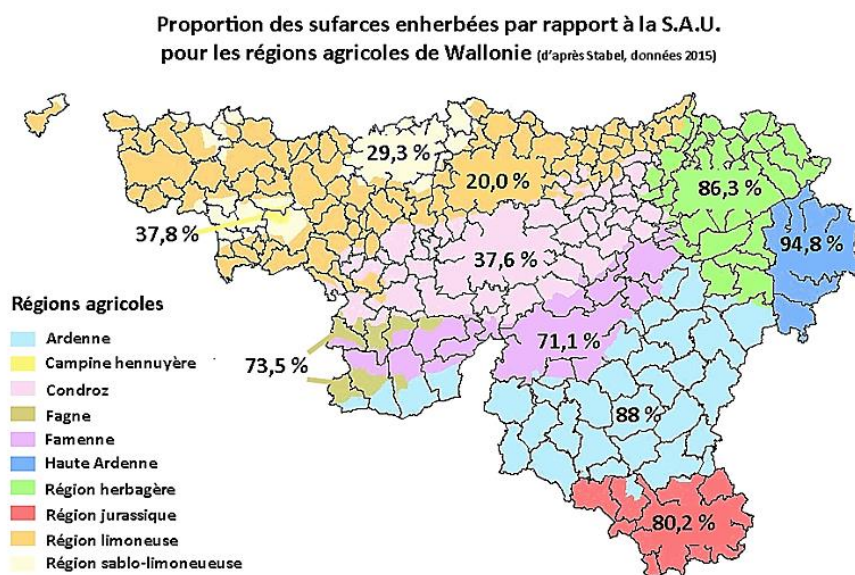 Proportion des sufarces enherbées par rapport à la S.A.U.
pour les régions agricoles de Wallonie (d'après Stabel, données 2015)
29,3 %
20,0 %
86,3 %
37,8 %
37,6 %
94,8 %
Régions agricoles
Ardenne
Campine hennuyère
Condroz
Fagne
Famenne
Haute Ardenne
Région herbagère
Région jurassique
Région limoneuse
Région sablo-limoneueuse
73,5 %
71,1 %
88 %
80,2 %